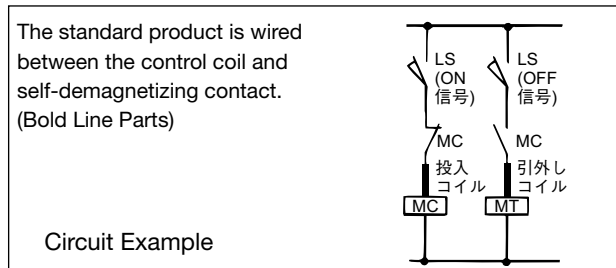 The standard product is wired
between the control coil and
self-demagnetizing contact.
(Bold Line Parts)
Circuit Example
LS
(ON
信号)
MC
投入
コイル
MC
LS
(OFF
信号)
MC
引外し
コイル
MT